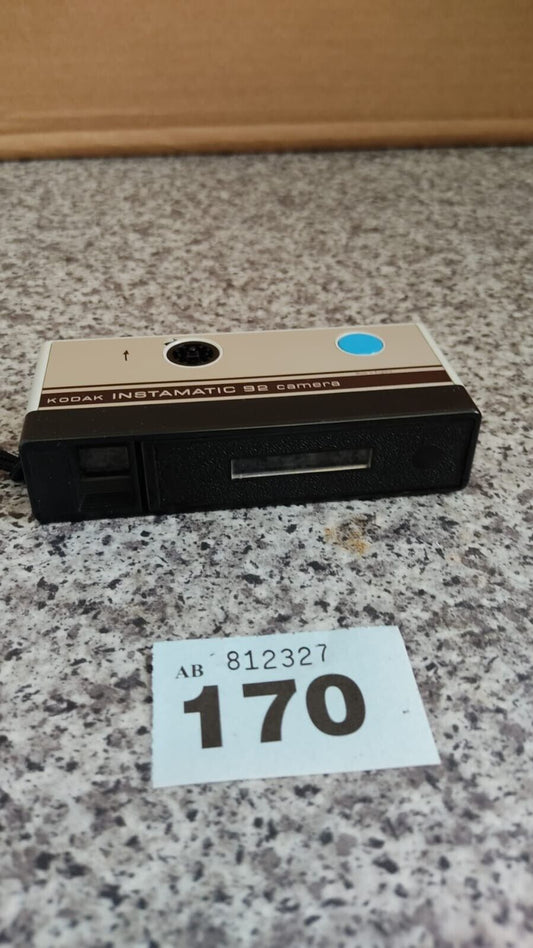 KODAK INSTAMATIC 92 camera
AB 812327
170